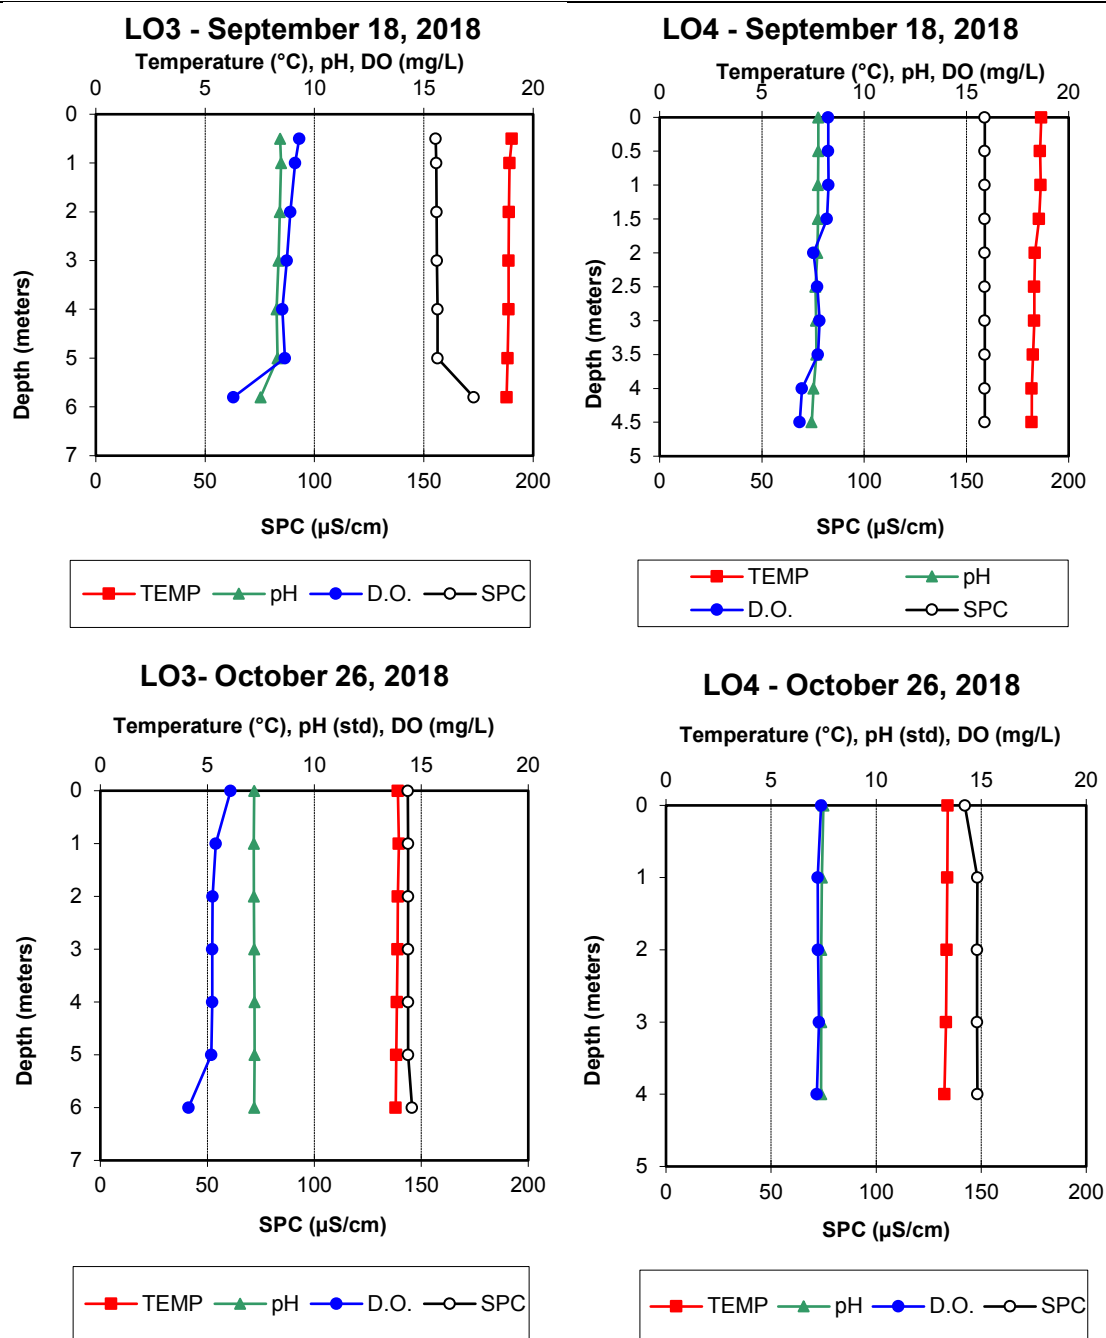 LO3 - September 18, 2018
Temperature (°C), pH, DO (mg/L)
0 5 10 15 20
0
1
2
3
4
5
6
7
Depth (meters)
0 50 100 150 200
SPC (µS/cm)
TEMP pH D.O. SPC
LO4 - September 18, 2018
Temperature (°C), pH, DO (mg/L)
0 5 10 15 20
0
0.5
1
1.5
2
2.5
3
3.5
4
4.5
5
Depth (meters)
0 50 100 150 200
SPC (µS/cm)
TEMP pH
D.O. SPC
LO3- October 26, 2018
Temperature (°C), pH (std), DO (mg/L)
0 5 10 15 20
0
1
2
3
4
5
6
7
Depth (meters)
0 50 100 150 200
SPC (µS/cm)
TEMP pH D.O. SPC
LO4 - October 26, 2018
Temperature (°C), pH (std), DO (mg/L)
0 5 10 15 20
0
1
2
3
4
5
Depth (meters)
0 50 100 150 200
SPC (µS/cm)
TEMP pH D.O. SPC